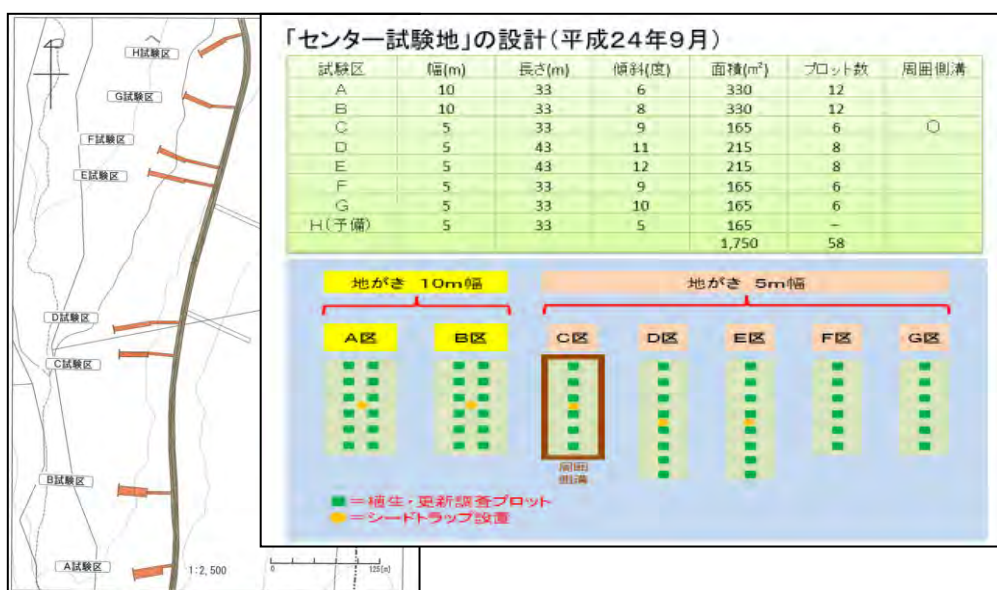 H試験区
G試験区
F試験区
E試験区
D試験区
C試験区
B試験区
A試験区
1:2,500
0 125[m]
「センター試験地」の設計(平成24年9月)
試験区 幅(m) 長さ(m) 傾斜(度) 面積(㎡) プロット数 周囲側溝
A 10 33 6 330 12
B 10 33 8 330 12
C 5 33 9 165 6 ○
D 5 43 11 215 8
E 5 43 12 215 8
F 5 33 9 165 6
G 5 33 10 165 6
H(予備) 5 33 5 165 -
1,750 58
地がき 10m幅 地がき 5m幅
A区 B区 C区 D区 E区 F区 G区
周囲
側溝
■=植生・更新調査プロット
●=シードトラップ設置